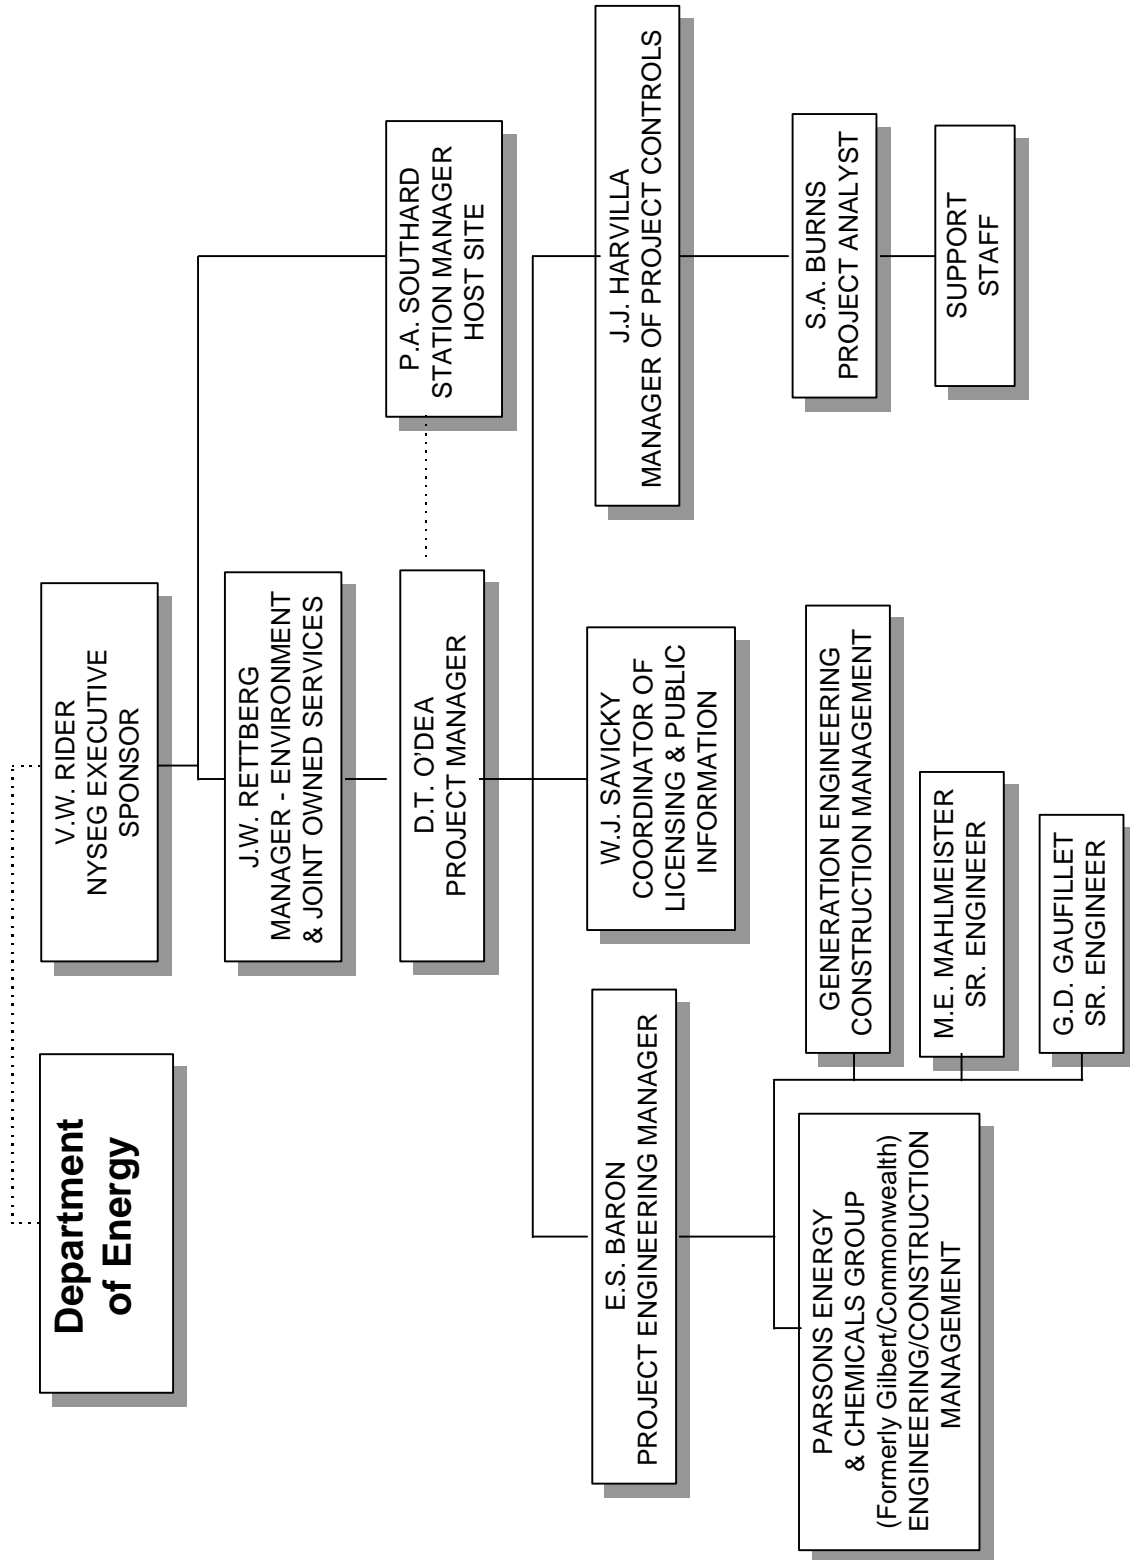 Department
of Energy
V.W. RIDER
NYSEG EXECUTIVE
SPONSOR
J.W. RETTBERG
MANAGER - ENVIRONMENT
& JOINT OWNED SERVICES
P.A. SOUTHARD
STATION MANAGER
HOST SITE
D.T. O'DEA
PROJECT MANAGER
E.S. BARON
PROJECT ENGINEERING MANAGER
W.J. SAVICKY
COORDINATOR OF
LICENSING & PUBLIC
INFORMATION
J.J. HARVILLA
MANAGER OF PROJECT CONTROLS
PARSONS ENERGY
& CHEMICALS GROUP
(Formerly Gilbert/Commonwealth)
ENGINEERING/CONSTRUCTION
MANAGEMENT
GENERATION ENGINEERING
CONSTRUCTION MANAGEMENT
M.E. MAHLMEISTER
SR. ENGINEER
G.D. GAUFILLET
SR. ENGINEER
S.A. BURNS
PROJECT ANALYST
SUPPORT
STAFF